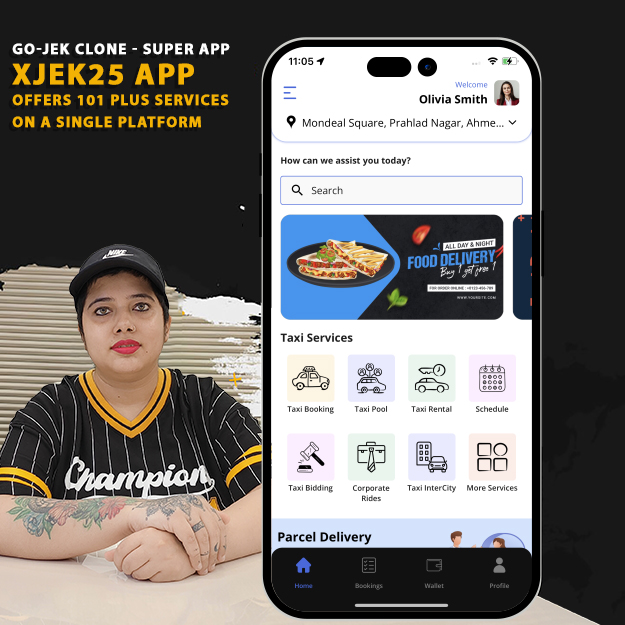 GO-JEK CLONE - SUPER APP
XJEK25 APP
OFFERS 101 PLUS SERVICES
ON A SINGLE PLATFORM
NIKE
Champion
11:05
Welcome
Olivia Smith
Mondeal Square, Prahlad Nagar, Ahme...
How can we assist you today?
Search
ALL DAY & NIGHT
FOOD DELIVERY
Buy 1 get free 1
FOR ORDER ONLINE : +0123-456-789
WWW.YOURSITE.COM
Taxi Services
Taxi Booking
Taxi Pool
Taxi Rental
Schedule
Taxi Bidding
Corporate
Rides
Taxi InterCity
More Services
Parcel Delivery
Home
Bookings
Wallet
Profile